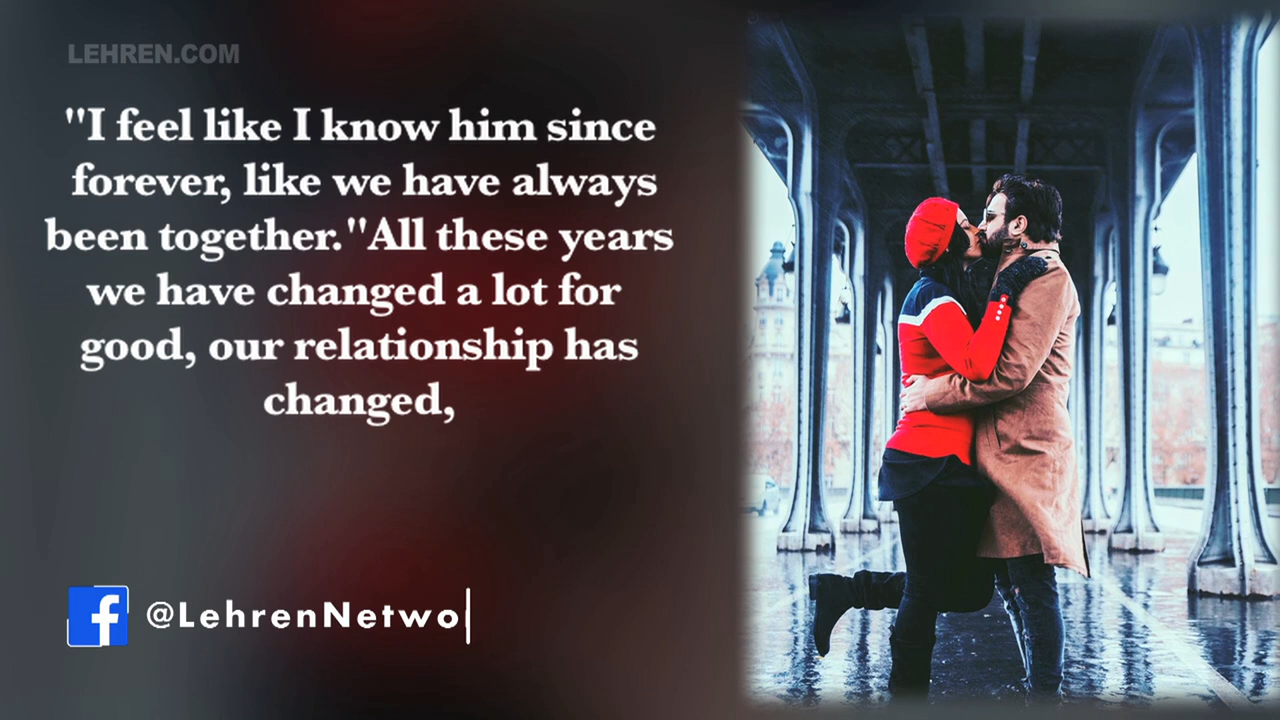 LEHREN.COM
"I feel like I know him since
forever, like we have always
been together."All these years
we have changed a lot for
good, our relationship has
changed,
f @LehrenNetwo